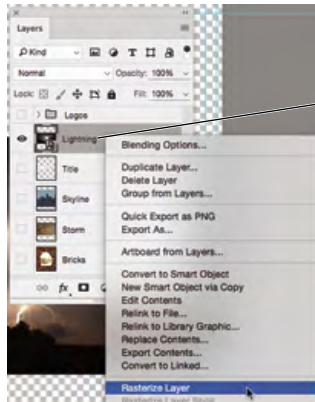 Layers
Kind
Normal
Opacity: 100%
Lock:
Fill: 100%
Logos
Lightning
Title
Skyline
Storm
Bricks
fx
Blending Options...
Duplicate Layer...
Delete Layer
Group from Layers...
Quick Export as PNG
Export As...
Artboard from Layers...
Convert to Smart Object
New Smart Object via Copy
Edit Contents
Relink to File...
Relink to Library Graphic...
Replace Contents...
Export Contents...
Convert to Linked...
Rasterize Layer